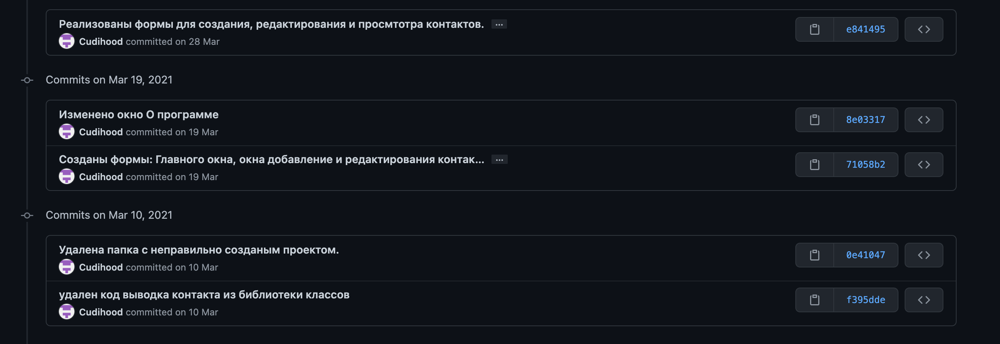 Реализованы формы для создания, редактирования и просмтотра контактов. …
e841495
Cudihood committed on 28 Mar
Commits on Mar 19, 2021
Изменено окно О программе
8e03317
Cudihood committed on 19 Mar
Созданы формы: Главного окна, окна добавление и редактирования контак... …
71058b2
Cudihood committed on 19 Mar
Commits on Mar 10, 2021
Удалена папка с неправильно созданым проектом.
0e41047
Cudihood committed on 10 Mar
удален код выводка контакта из библиотеки классов
f395dde
Cudihood committed on 10 Mar